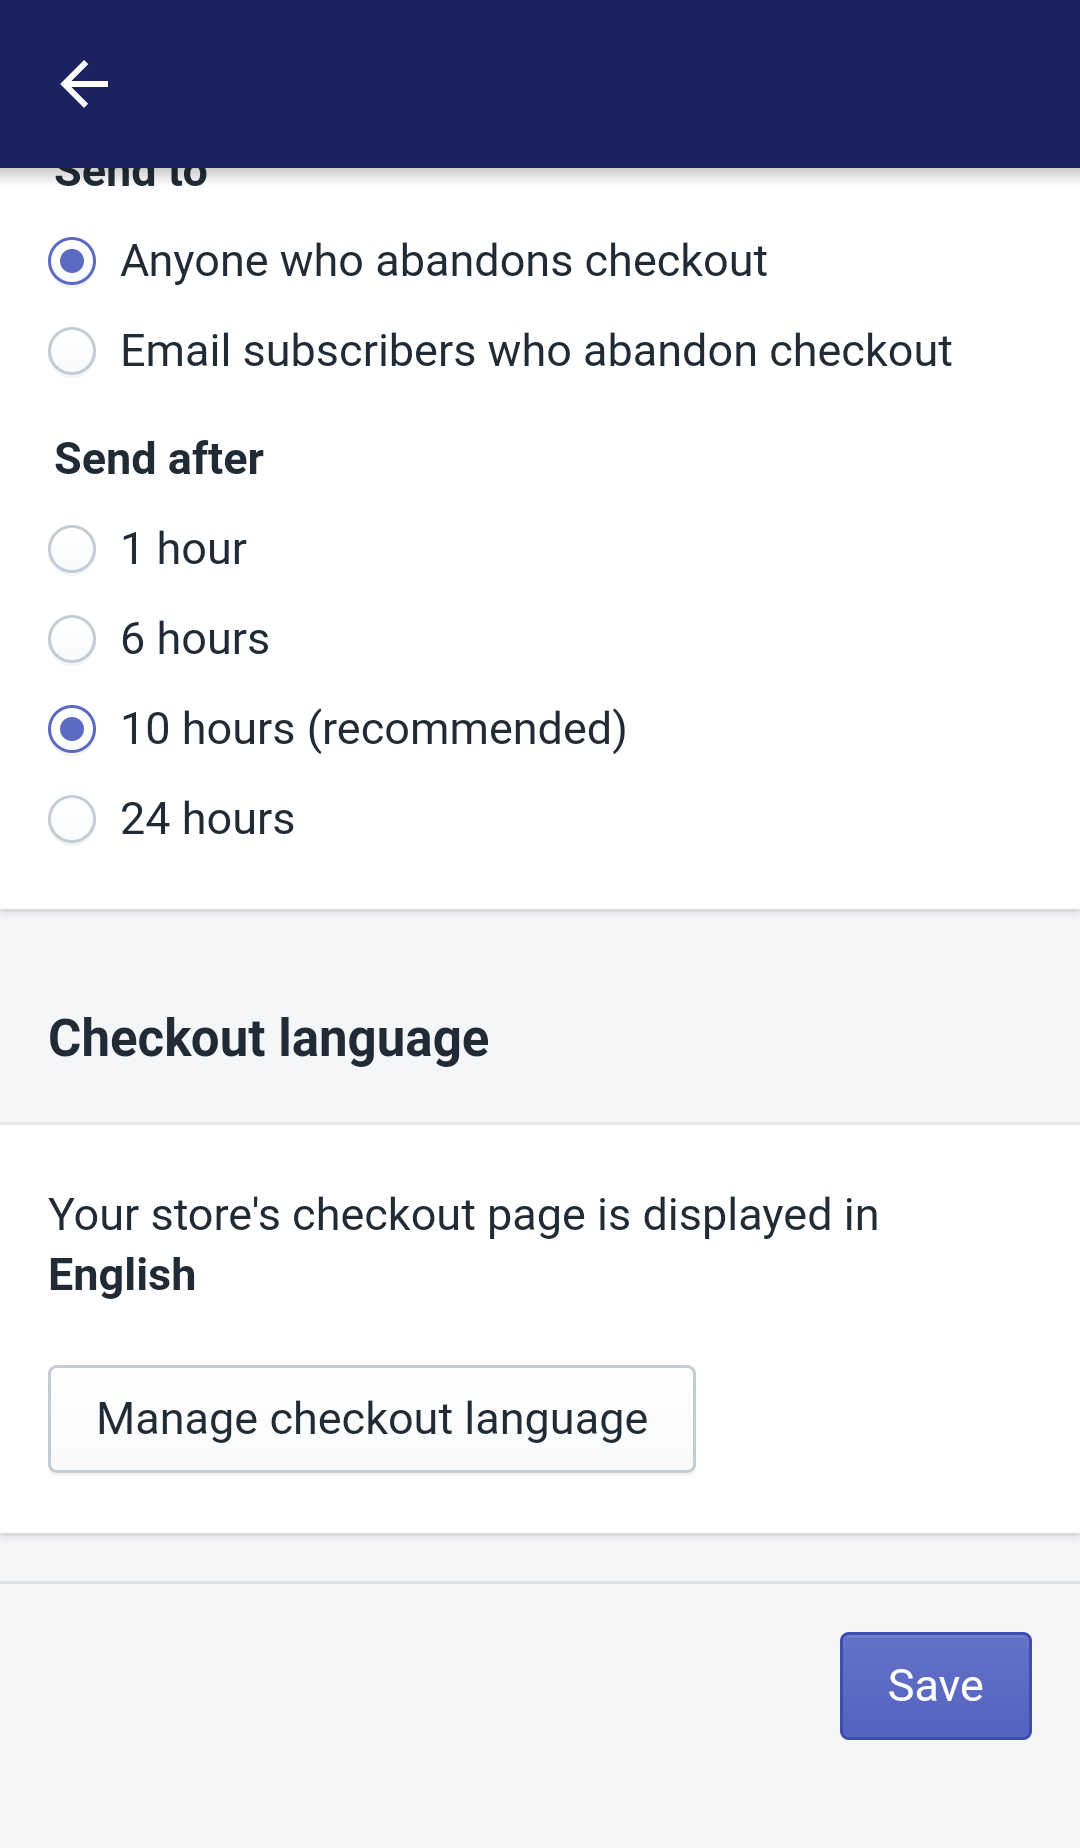 Send to
Anyone who abandons checkout
Email subscribers who abandon checkout
Send after
1 hour
6 hours
10 hours (recommended)
24 hours
Checkout language
Your store's checkout page is displayed in
English
Manage checkout language
Save